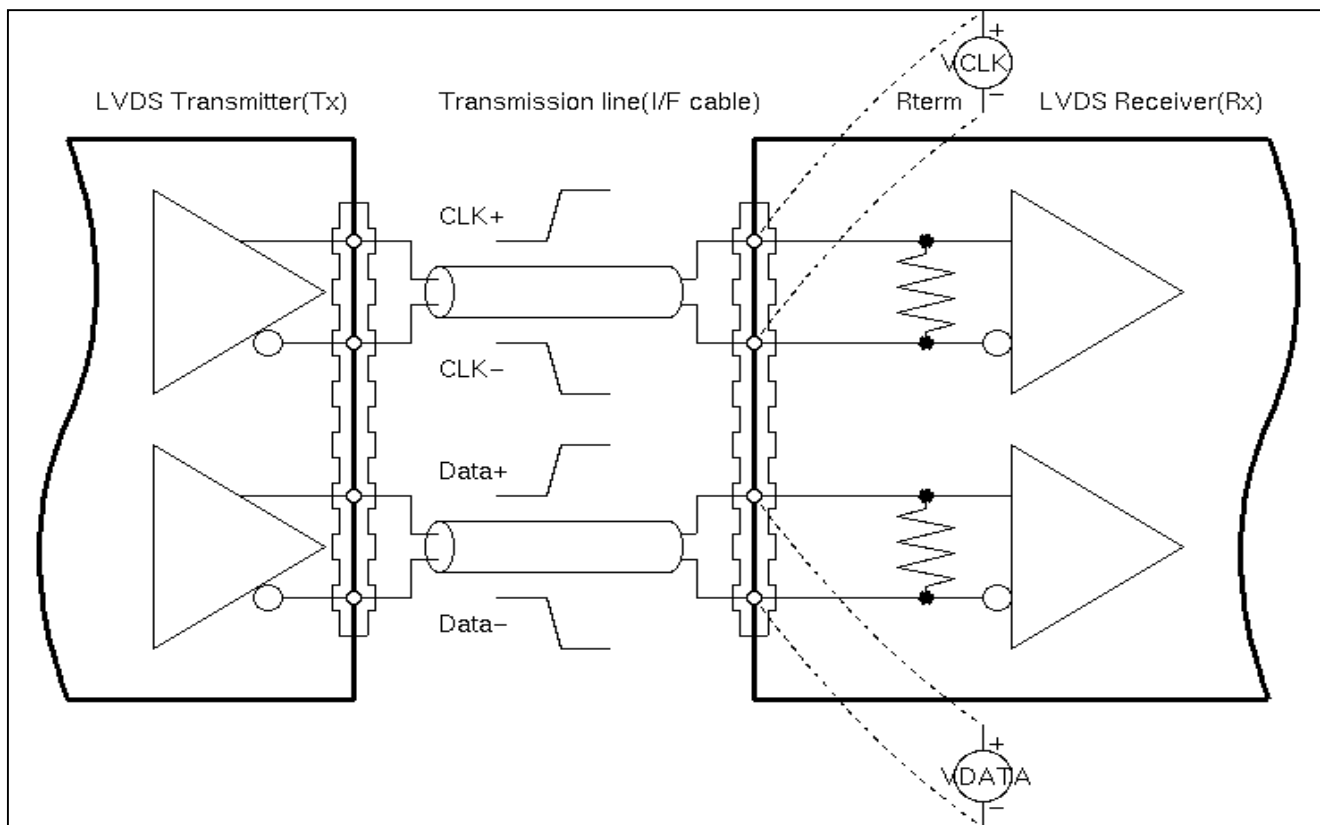 +
VCLK
−
LVDS Transmitter(Tx) Transmission line(I/F cable) Rterm LVDS Receiver(Rx)
CLK+
CLK−
Data+
Data−
+
VDATA
−